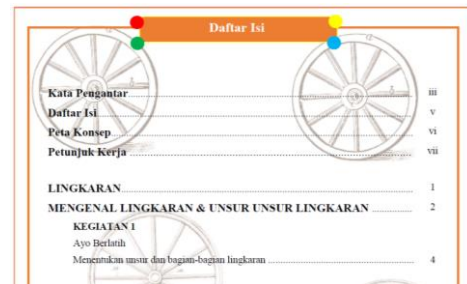 Daftar Isi
Kata Pengantar iii
Daftar Isi v
Peta Konsep vi
Petunjuk Kerja vii
LINGKARAN 1
MENGENAL LINGKARAN & UNSUR UNSUR LINGKARAN 2
KEGIATAN 1
Ayo Berlatih
Menentukan unsur dan bagian-bagian lingkaran 4